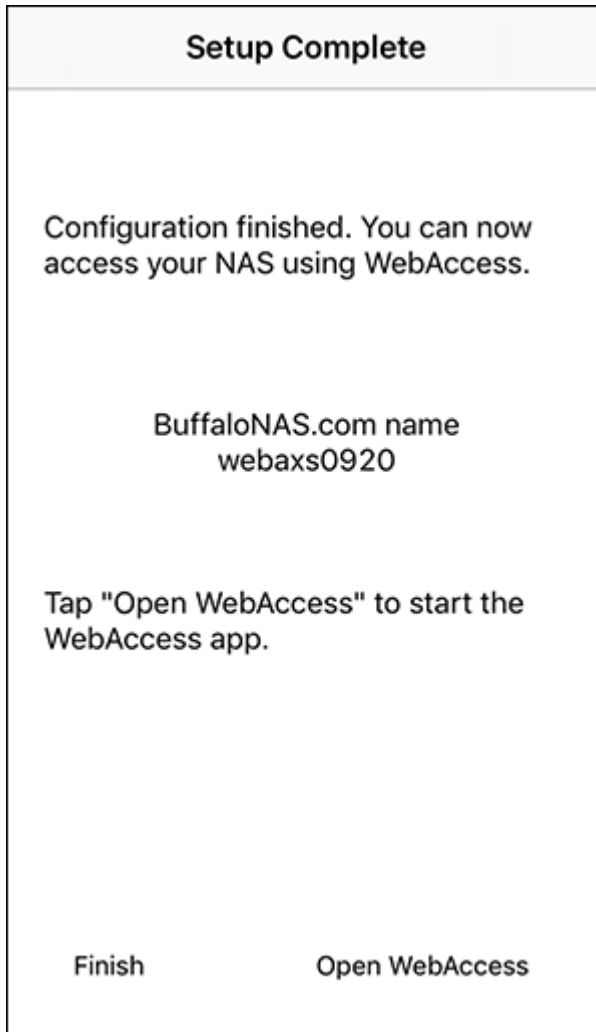 Setup Complete
Configuration finished. You can now
access your NAS using WebAccess.
BuffaloNAS.com name
webaxs0920
Tap "Open WebAccess" to start the
WebAccess app.
Finish
Open WebAccess